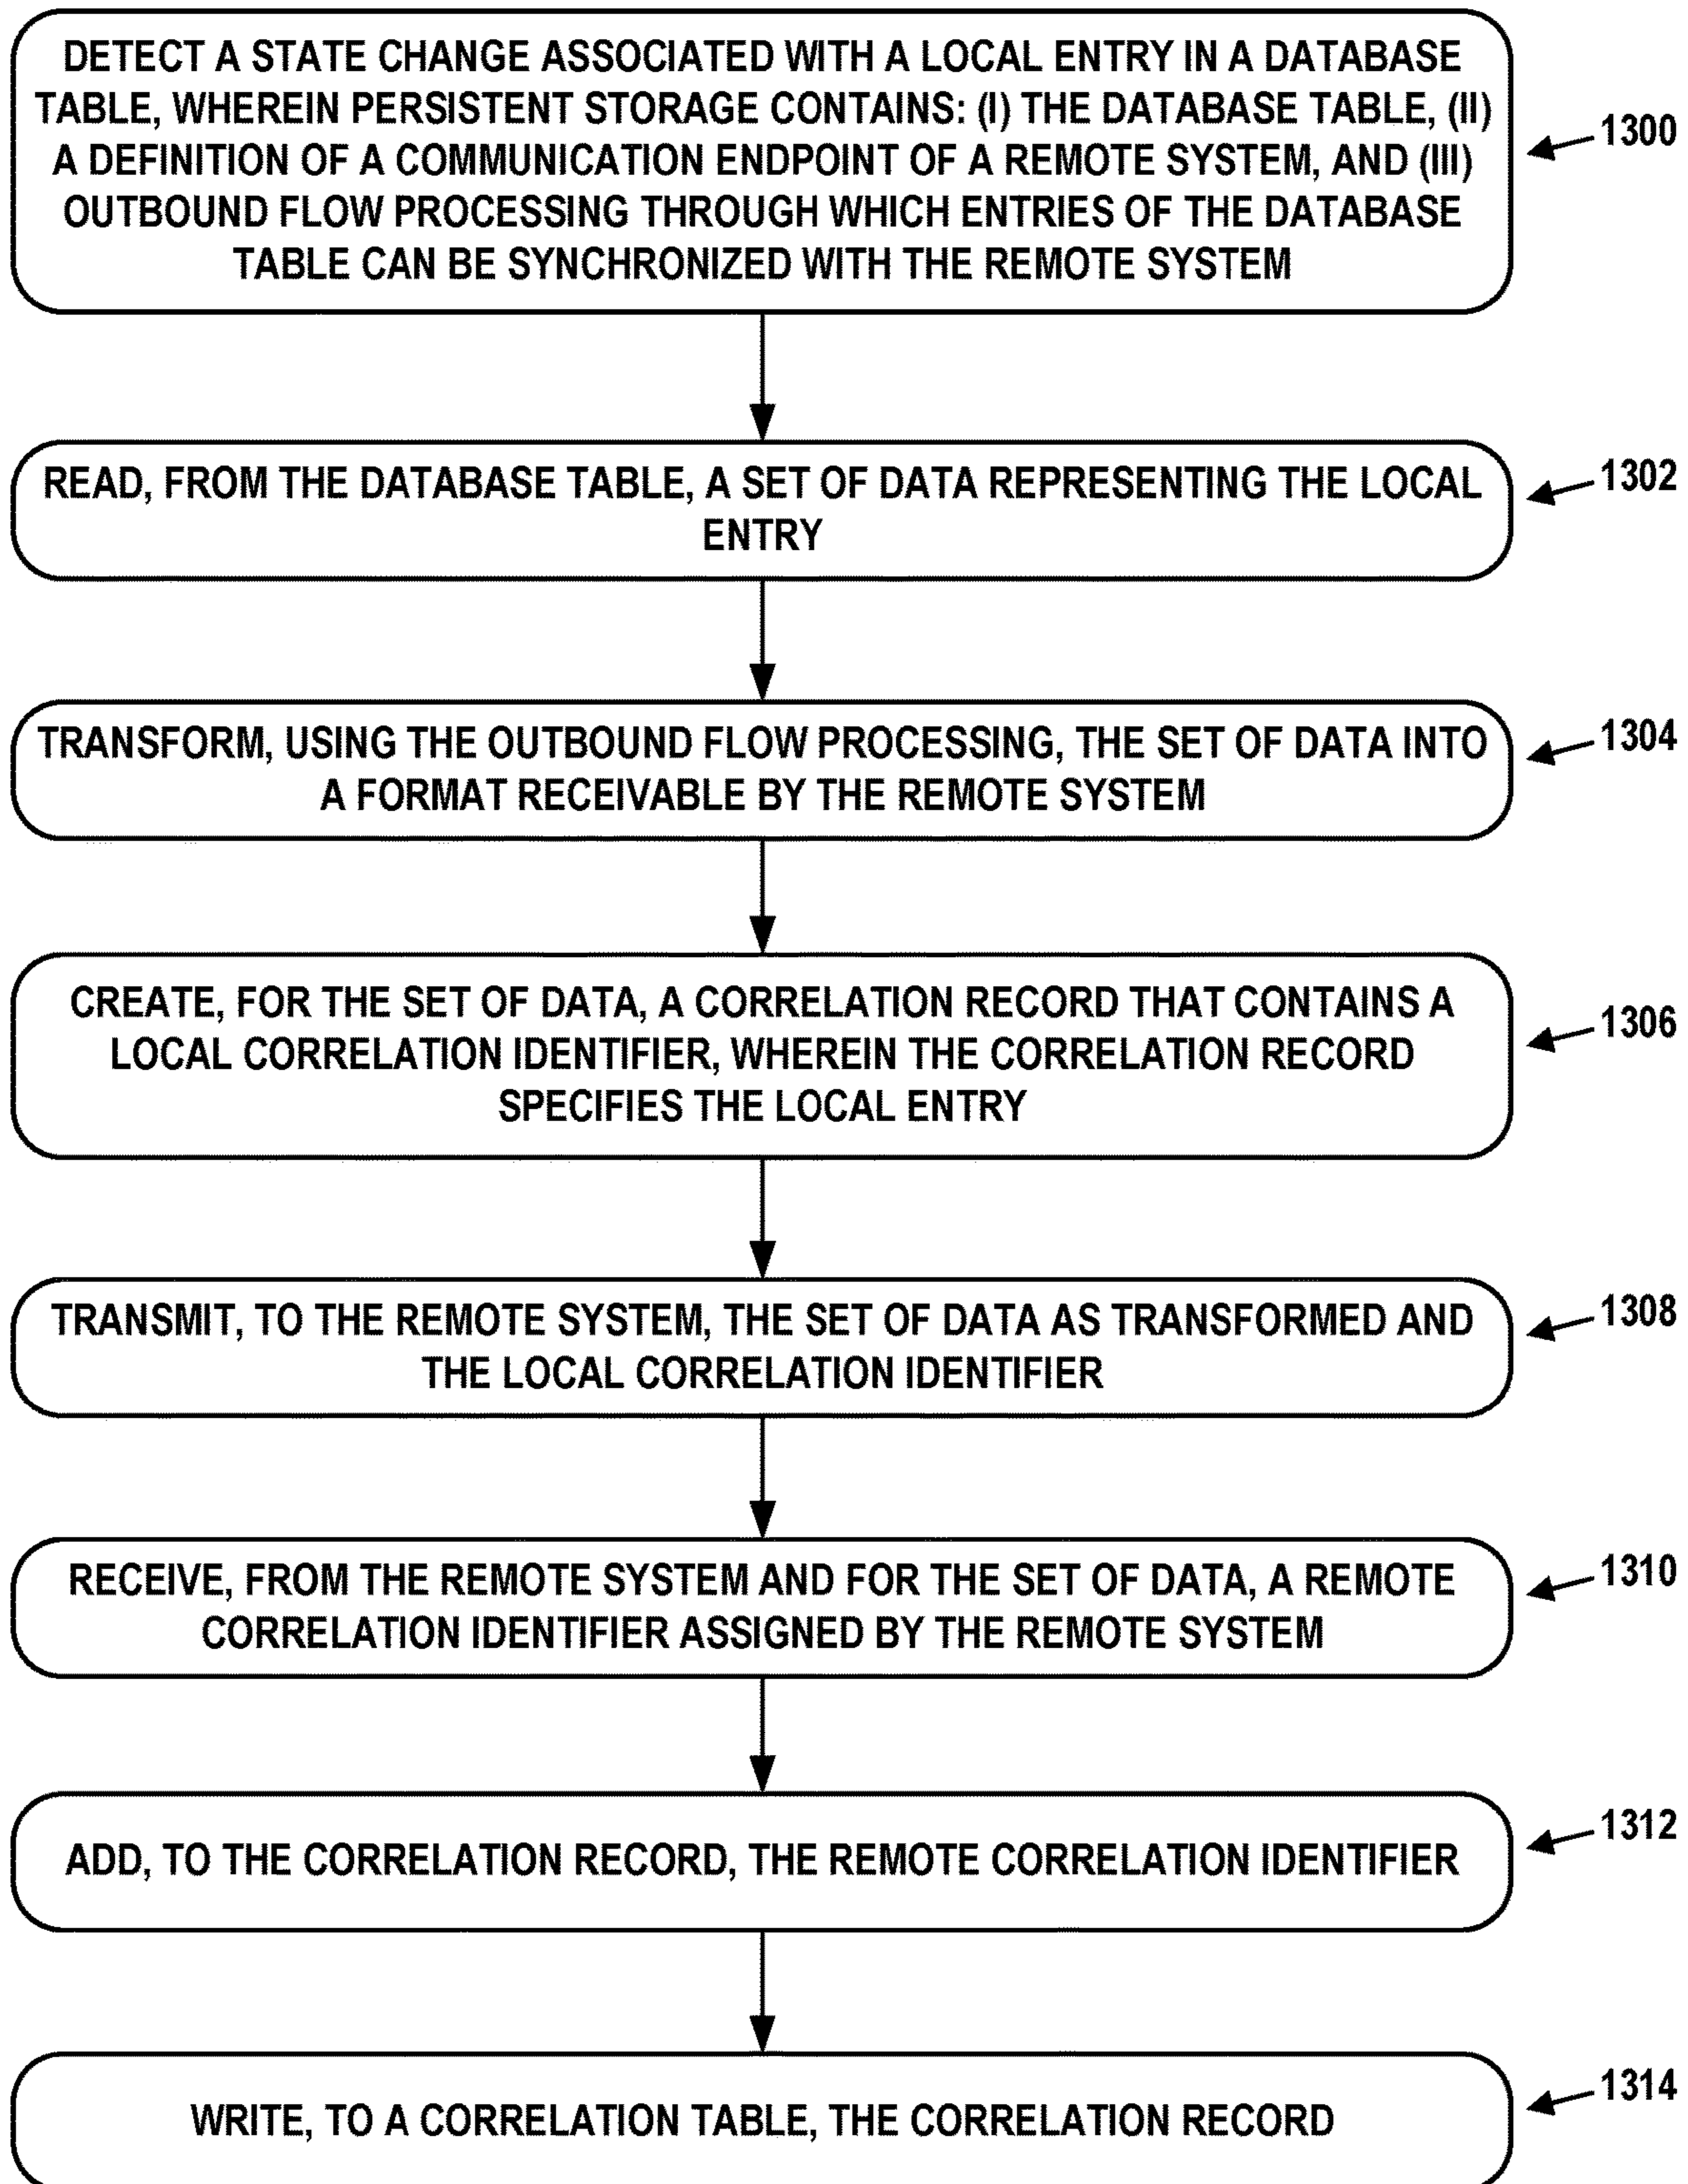 DETECT A STATE CHANGE ASSOCIATED WITH A LOCAL ENTRY IN A DATABASE
TABLE, WHEREIN PERSISTENT STORAGE CONTAINS: (I) THE DATABASE TABLE, (II)
A DEFINITION OF A COMMUNICATION ENDPOINT OF A REMOTE SYSTEM, AND (III)
OUTBOUND FLOW PROCESSING THROUGH WHICH ENTRIES OF THE DATABASE
TABLE CAN BE SYNCHRONIZED WITH THE REMOTE SYSTEM
1300
READ, FROM THE DATABASE TABLE, A SET OF DATA REPRESENTING THE LOCAL
ENTRY
1302
TRANSFORM, USING THE OUTBOUND FLOW PROCESSING, THE SET OF DATA INTO
A FORMAT RECEIVABLE BY THE REMOTE SYSTEM
1304
CREATE, FOR THE SET OF DATA, A CORRELATION RECORD THAT CONTAINS A
LOCAL CORRELATION IDENTIFIER, WHEREIN THE CORRELATION RECORD
SPECIFIES THE LOCAL ENTRY
1306
TRANSMIT, TO THE REMOTE SYSTEM, THE SET OF DATA AS TRANSFORMED AND
THE LOCAL CORRELATION IDENTIFIER
1308
RECEIVE, FROM THE REMOTE SYSTEM AND FOR THE SET OF DATA, A REMOTE
CORRELATION IDENTIFIER ASSIGNED BY THE REMOTE SYSTEM
1310
ADD, TO THE CORRELATION RECORD, THE REMOTE CORRELATION IDENTIFIER
1312
WRITE, TO A CORRELATION TABLE, THE CORRELATION RECORD
1314